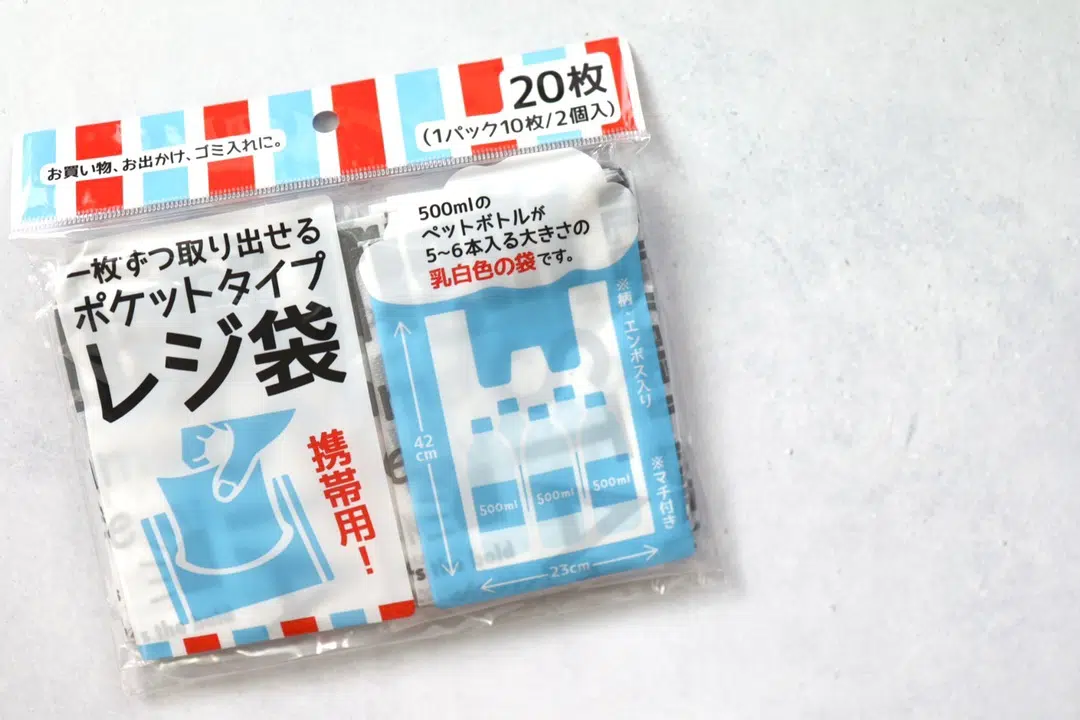 お買い物、お出かけ、ゴミ入れに。
20枚
(1パック10枚/2個入)
一枚ずつ取り出せる
ポケットタイプ
レジ袋
携帯用!
500mlの
ペットボトルが
5~6本入る大きさの
乳白色の袋です。
※柄・エンボス入り
※マチ付き
42
cm
500ml
500ml
500ml
23cm